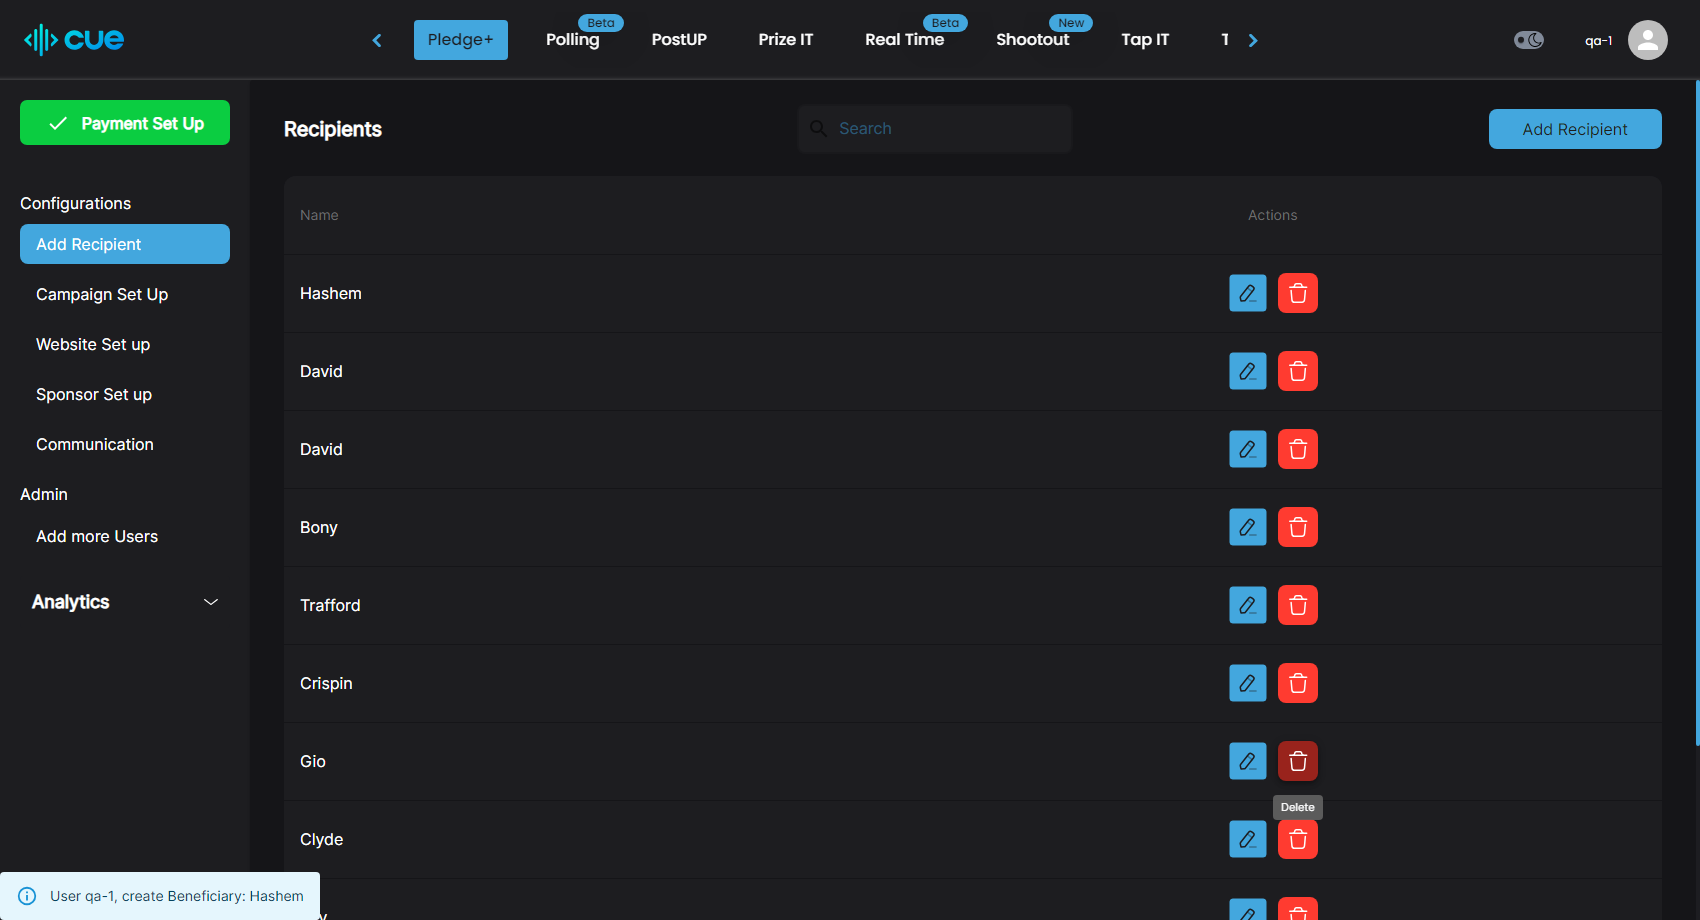 cue
Pledge+
Beta
Polling
PostUP
Prize IT
Beta
Real Time
New
Shootout
Tap IT
T
qa-1
Payment Set Up
Configurations
Add Recipient
Campaign Set Up
Website Set up
Sponsor Set up
Communication
Admin
Add more Users
Analytics
Recipients
Search
Add Recipient
Name
Actions
Hashem
David
David
Bony
Trafford
Crispin
Gio
Delete
Clyde
User qa-1, create Beneficiary: Hashem